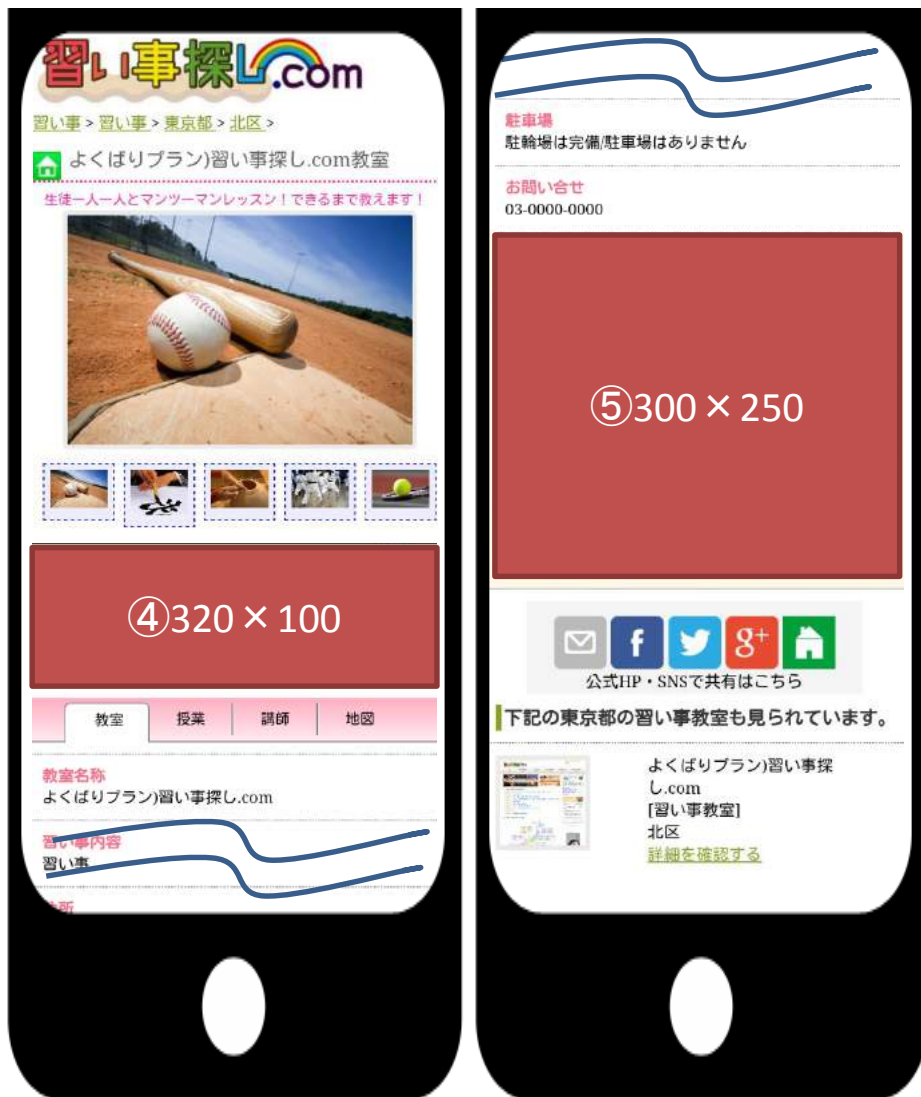 習い事探し.com
習い事 > 習い事 > 東京都 > 北区 >
よくばりプラン)習い事探し.com教室
生徒一人一人とマンツーマンレッスン！できるまで教えます！
④320×100
教室 授業 講師 地図
教室名称
よくばりプラン)習い事探し.com
習い事内容
習い事
駐車場
駐輪場は完備/駐車場はありません
お問い合せ
03-0000-0000
⑤300×250
f g+
公式HP・SNSで共有はこちら
下記の東京都の習い事教室も見られています。
よくばりプラン)習い事探
し.com
[習い事教室]
北区
詳細を確認する